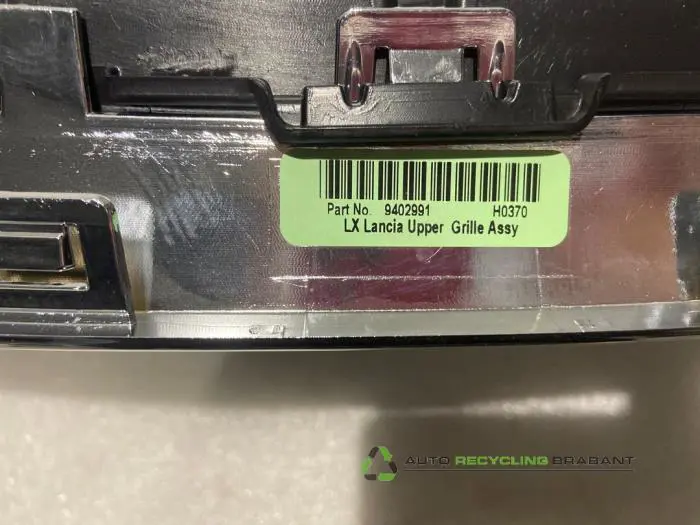 Part No. 9402991 H0370
LX Lancia Upper Grille Assy
AUTO RECYCLING BRABANT